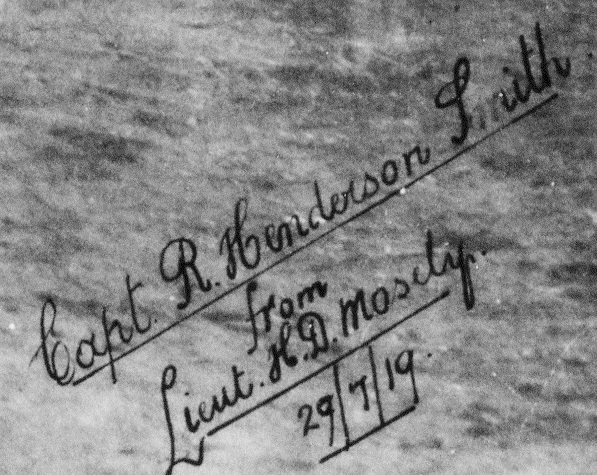 Capt. R. Henderson Smith.
from
Lieut. H.D. Mosely.
29/7/19.